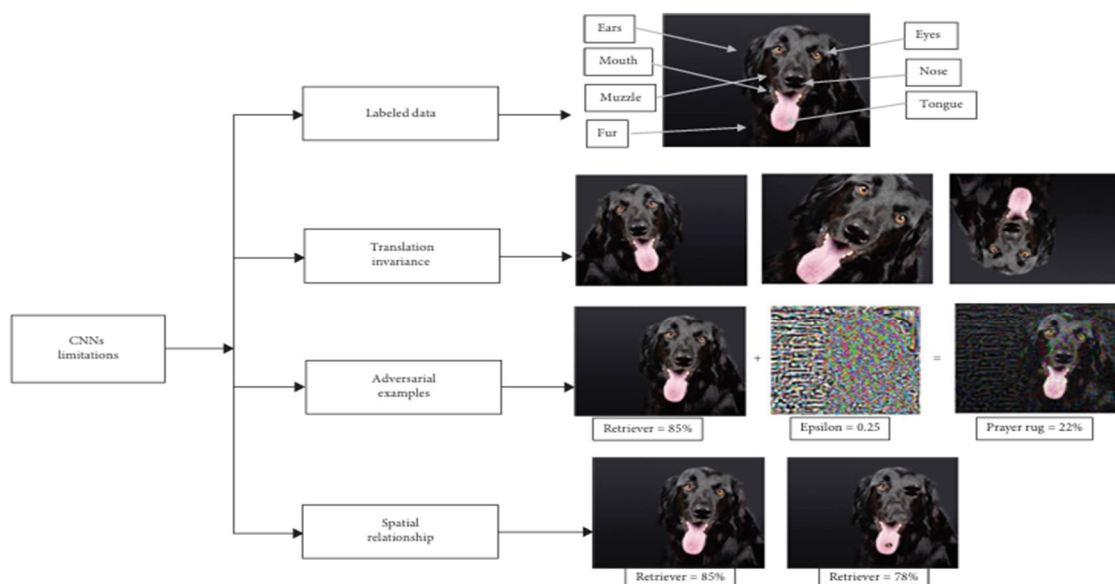 Ears
Mouth
Muzzle
Fur
Eyes
Nose
Tongue
Labeled data
Translation
invariance
CNNs
limitations
Adversarial
examples
+
=
Retriever = 85%
Epsilon = 0.25
Prayer rug = 22%
Spatial
relationship
Retriever = 85%
Retriever = 78%